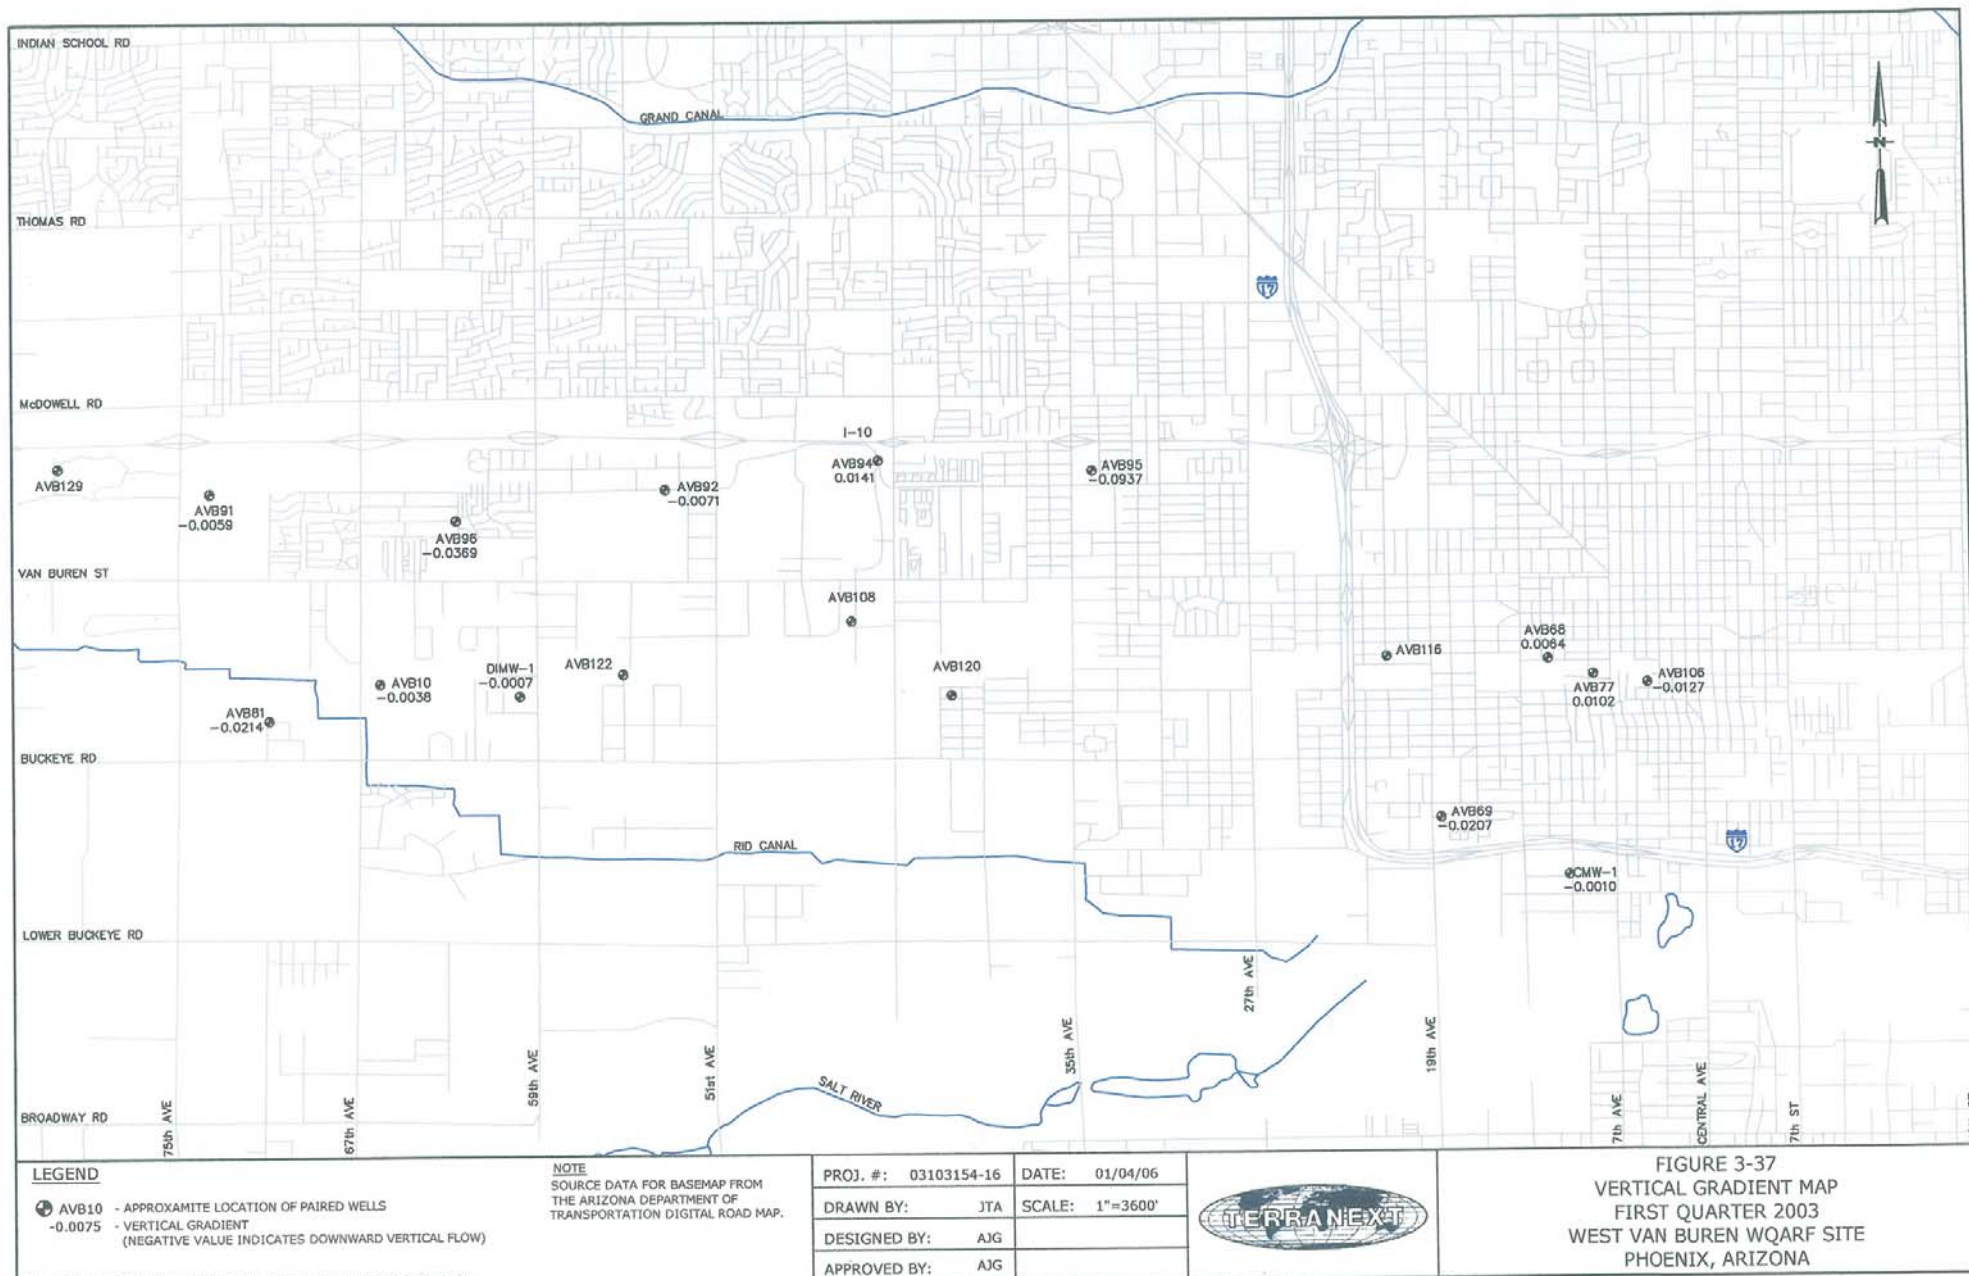 INDIAN SCHOOL RD
GRAND CANAL
N
THOMAS RD
17
McDOWELL RD
I-10
AVB129
AVB91
-0.0059
AVB96
-0.0369
AVB92
-0.0071
AVB94
0.0141
AVB95
-0.0937
VAN BUREN ST
AVB108
AVB10
-0.0038
DIMW-1
-0.0007
AVB122
AVB120
AVB116
AVB68
0.0064
AVB77
0.0102
AVB106
-0.0127
AVB81
-0.0214
BUCKEYE RD
RID CANAL
AVB69
-0.0207
17
CMW-1
-0.0010
LOWER BUCKEYE RD
BROADWAY RD
SALT RIVER
75th AVE
67th AVE
59th AVE
51st AVE
35th AVE
27th AVE
19th AVE
7th AVE
CENTRAL AVE
7th ST
LEGEND
AVB10 - APPROXAMITE LOCATION OF PAIRED WELLS
-0.0075 - VERTICAL GRADIENT
(NEGATIVE VALUE INDICATES DOWNWARD VERTICAL FLOW)
NOTE
SOURCE DATA FOR BASEMAP FROM
THE ARIZONA DEPARTMENT OF
TRANSPORTATION DIGITAL ROAD MAP.
PROJ. #: 03103154-16
DATE: 01/04/06
DRAWN BY: JTA
SCALE: 1"=3600'
DESIGNED BY: AJG
APPROVED BY: AJG
TERRANEXT
FIGURE 3-37
VERTICAL GRADIENT MAP
FIRST QUARTER 2003
WEST VAN BUREN WQARF SITE
PHOENIX, ARIZONA